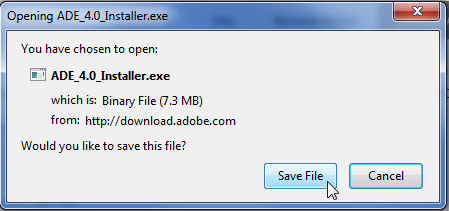 Opening ADE_4.0_Installer.exe
You have chosen to open:
ADE_4.0_Installer.exe
which is: Binary File (7.3 MB)
from: http://download.adobe.com
Would you like to save this file?
Save File
Cancel